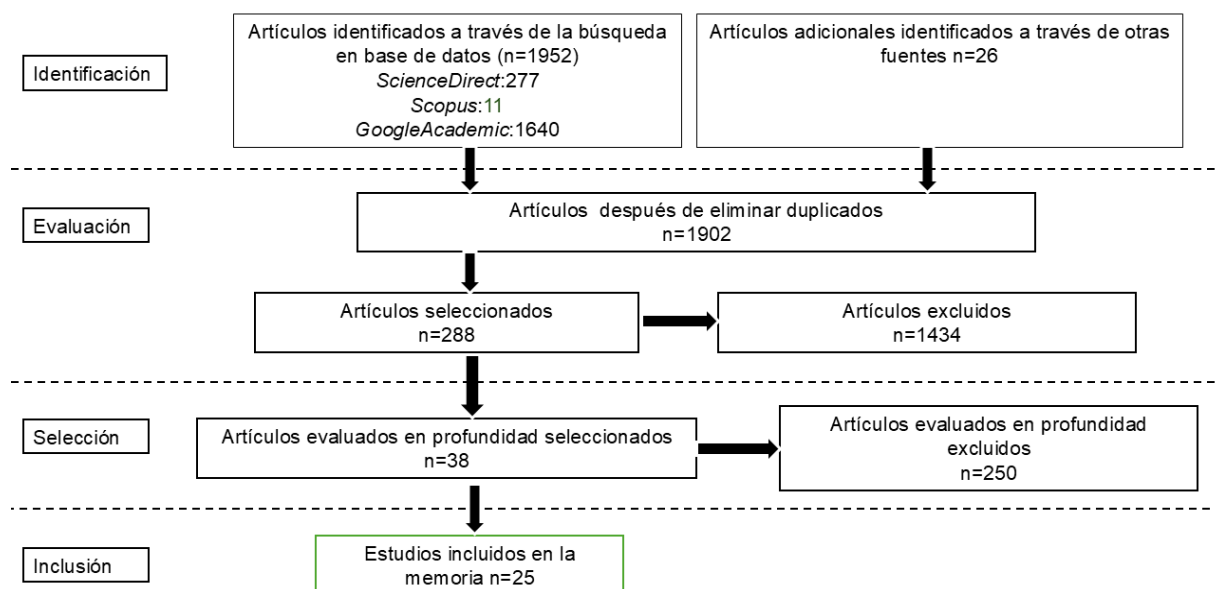 Identificación
Artículos identificados a través de la búsqueda
en base de datos (n=1952)
ScienceDirect:277
Scopus:11
GoogleAcademic:1640
Artículos adicionales identificados a través de otras
fuentes n=26
Evaluación
Artículos después de eliminar duplicados
n=1902
Artículos seleccionados
n=288
Artículos excluidos
n=1434
Selección
Artículos evaluados en profundidad seleccionados
n=38
Artículos evaluados en profundidad
excluidos
n=250
Inclusión
Estudios incluidos en la
memoria n=25